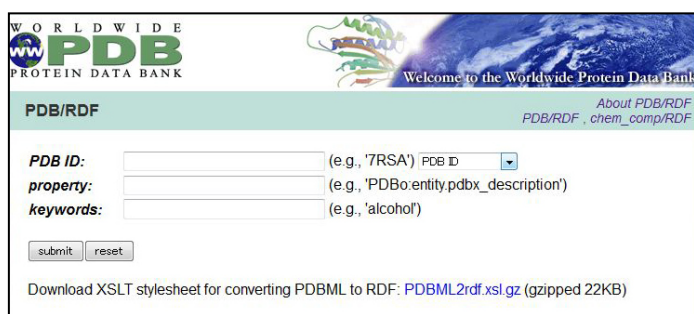 WORLDWIDE
ww PDB
PROTEIN DATA BANK
Welcome to the Worldwide Protein Data Bank
PDB/RDF
About PDB/RDF
PDB/RDF , chem_comp/RDF
PDB ID: (e.g., '7RSA') PDB ID
property: (e.g., 'PDBo:entity.pdbx_description')
keywords: (e.g., 'alcohol')
submit reset
Download XSLT stylesheet for converting PDBML to RDF: PDBML2rdf.xsl.gz (gzipped 22KB)